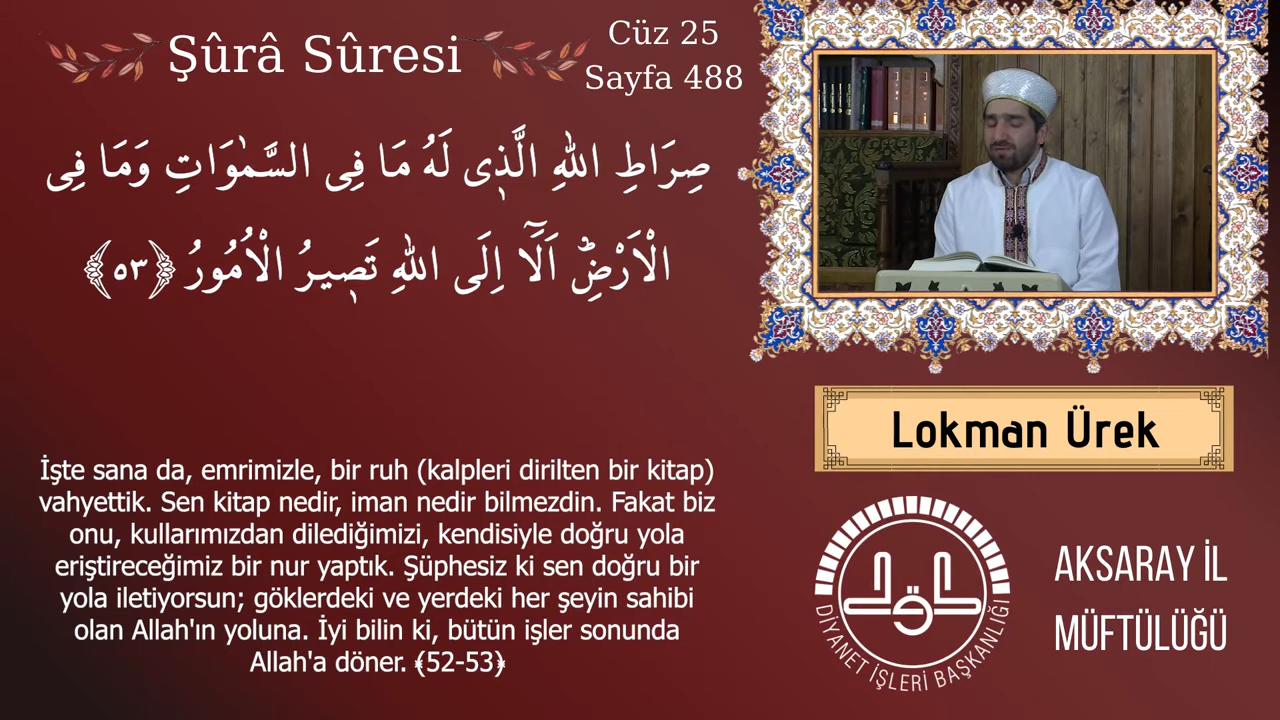 Şûrâ Sûresi
Cüz 25
Sayfa 488
صِرَاطِ اللّٰهِ الَّذ۪ى لَهُ مَا فِى السَّمٰوَاتِ وَمَا فِى
الْاَرْضِۜ اَلَٓا اِلَى اللّٰهِ تَص۪يرُ الْاُمُورُ ﴿٥٣﴾
İşte sana da, emrimizle, bir ruh (kalpleri dirilten bir kitap)
vahyettik. Sen kitap nedir, iman nedir bilmezdin. Fakat biz
onu, kullarımızdan dilediğimizi, kendisiyle doğru yola
eriştireceğimiz bir nur yaptık. Şüphesiz ki sen doğru bir
yola iletiyorsun; göklerdeki ve yerdeki her şeyin sahibi
olan Allah'ın yoluna. İyi bilin ki, bütün işler sonunda
Allah'a döner. ﴾52-53﴿
Lokman Ürek
DİYANET İŞLERİ BAŞKANLIĞI
AKSARAY İL
MÜFTÜLÜĞÜ